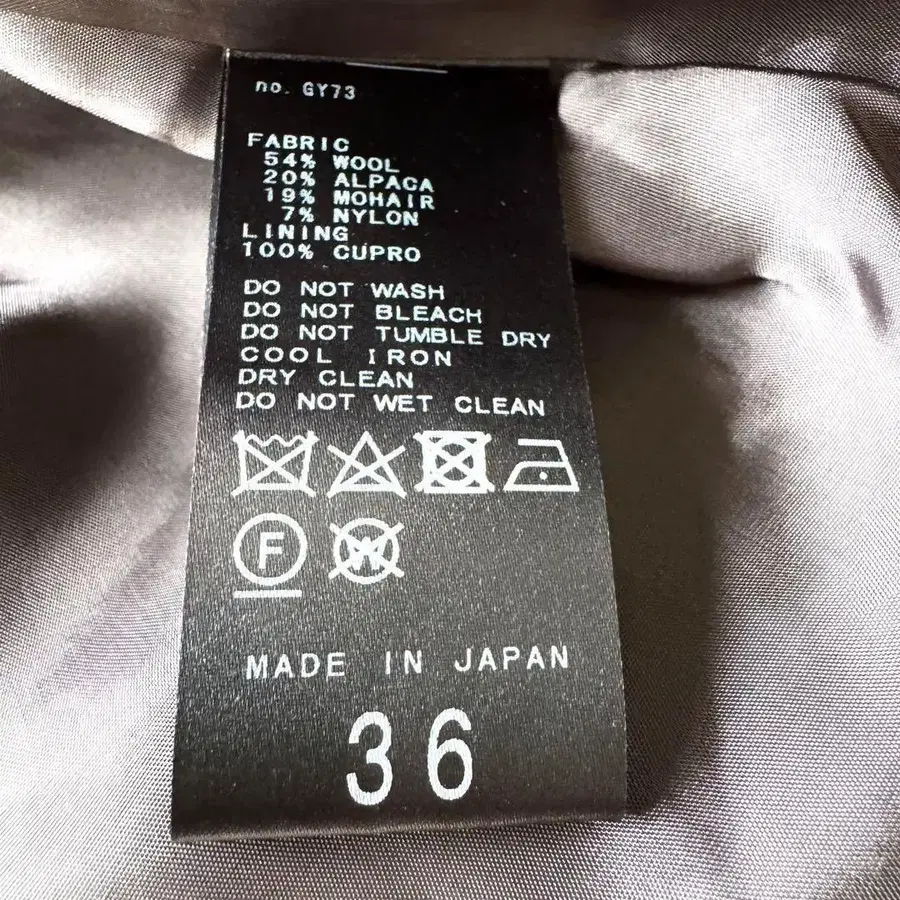 no. GY73
FABRIC
54% WOOL
20% ALPACA
19% MOHAIR
7% NYLON
LINING
100% CUPRO
DO NOT WASH
DO NOT BLEACH
DO NOT TUMBLE DRY
COOL IRON
DRY CLEAN
DO NOT WET CLEAN
F W
MADE IN JAPAN
36